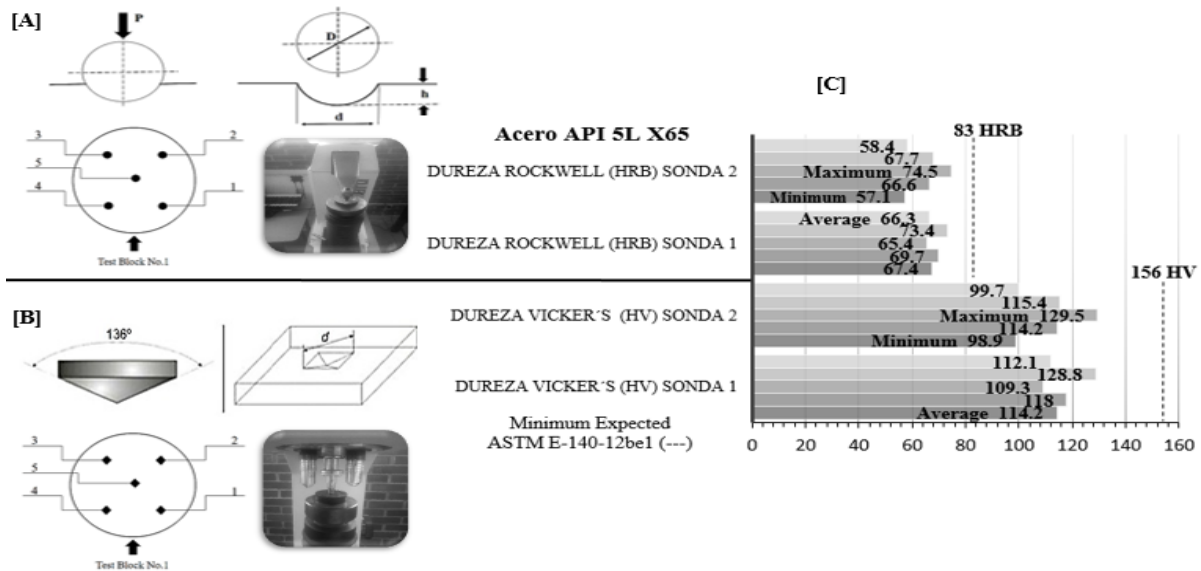 [A]
P
D
h
d
3
2
5
4
1
Test Block No.1
[B]
136º
d
3
2
5
4
1
Test Block No.1
[C]
Acero API 5L X65
83 HRB
DUREZA ROCKWELL (HRB) SONDA 2
58.4
67.7
Maximum 74.5
66.6
Minimum 57.1
DUREZA ROCKWELL (HRB) SONDA 1
Average 66.3
73.4
65.4
69.7
67.4
156 HV
DUREZA VICKER´S (HV) SONDA 2
99.7
115.4
Maximum 129.5
114.2
Minimum 98.9
DUREZA VICKER´S (HV) SONDA 1
112.1
128.8
109.3
118
Average 114.2
Minimum Expected
ASTM E-140-12be1 (---)
0 20 40 60 80 100 120 140 160